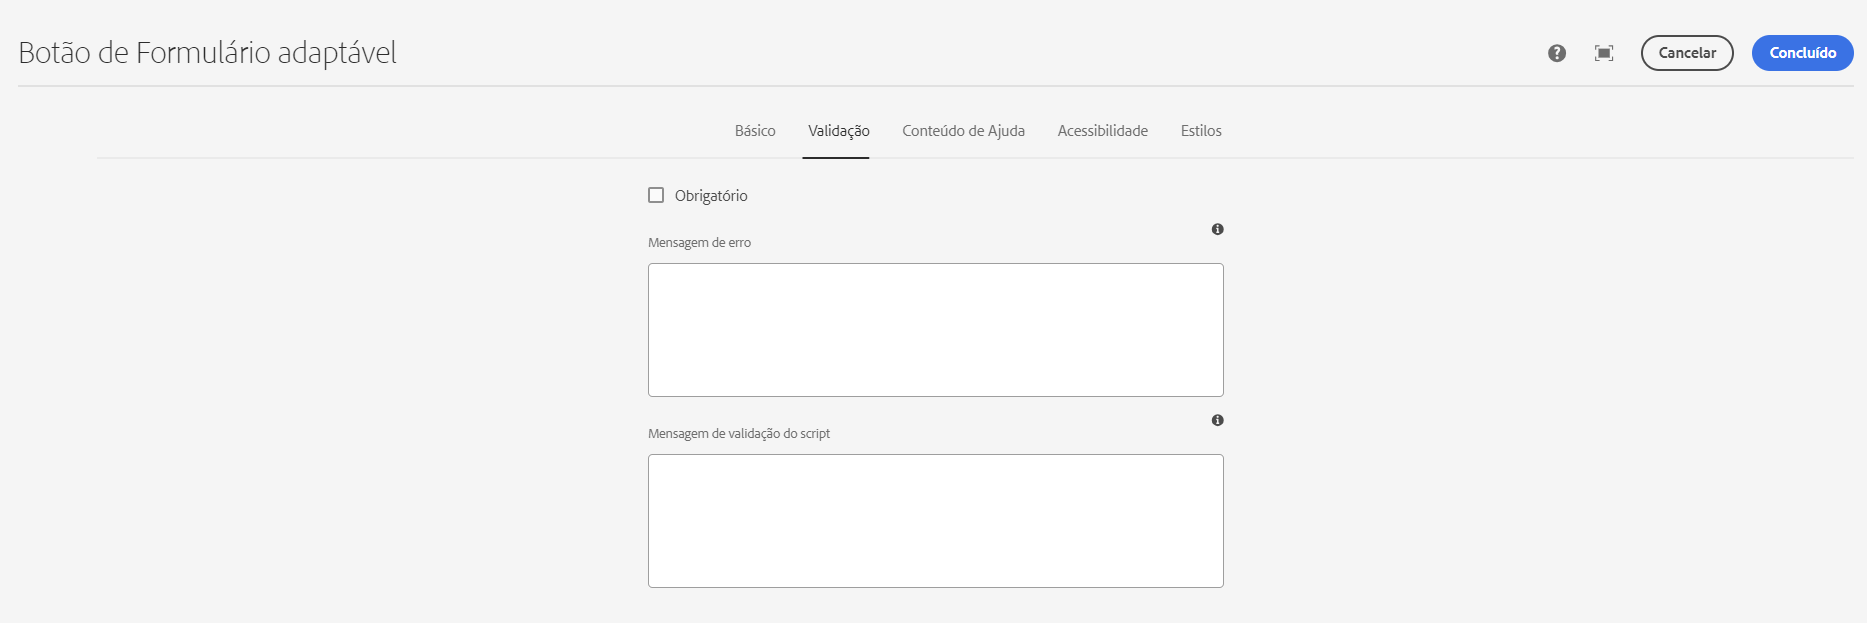 Botão de Formulário adaptável
Cancelar
Concluído
Básico Validação Conteúdo de Ajuda Acessibilidade Estilos
Obrigatório
Mensagem de erro
Mensagem de validação do script